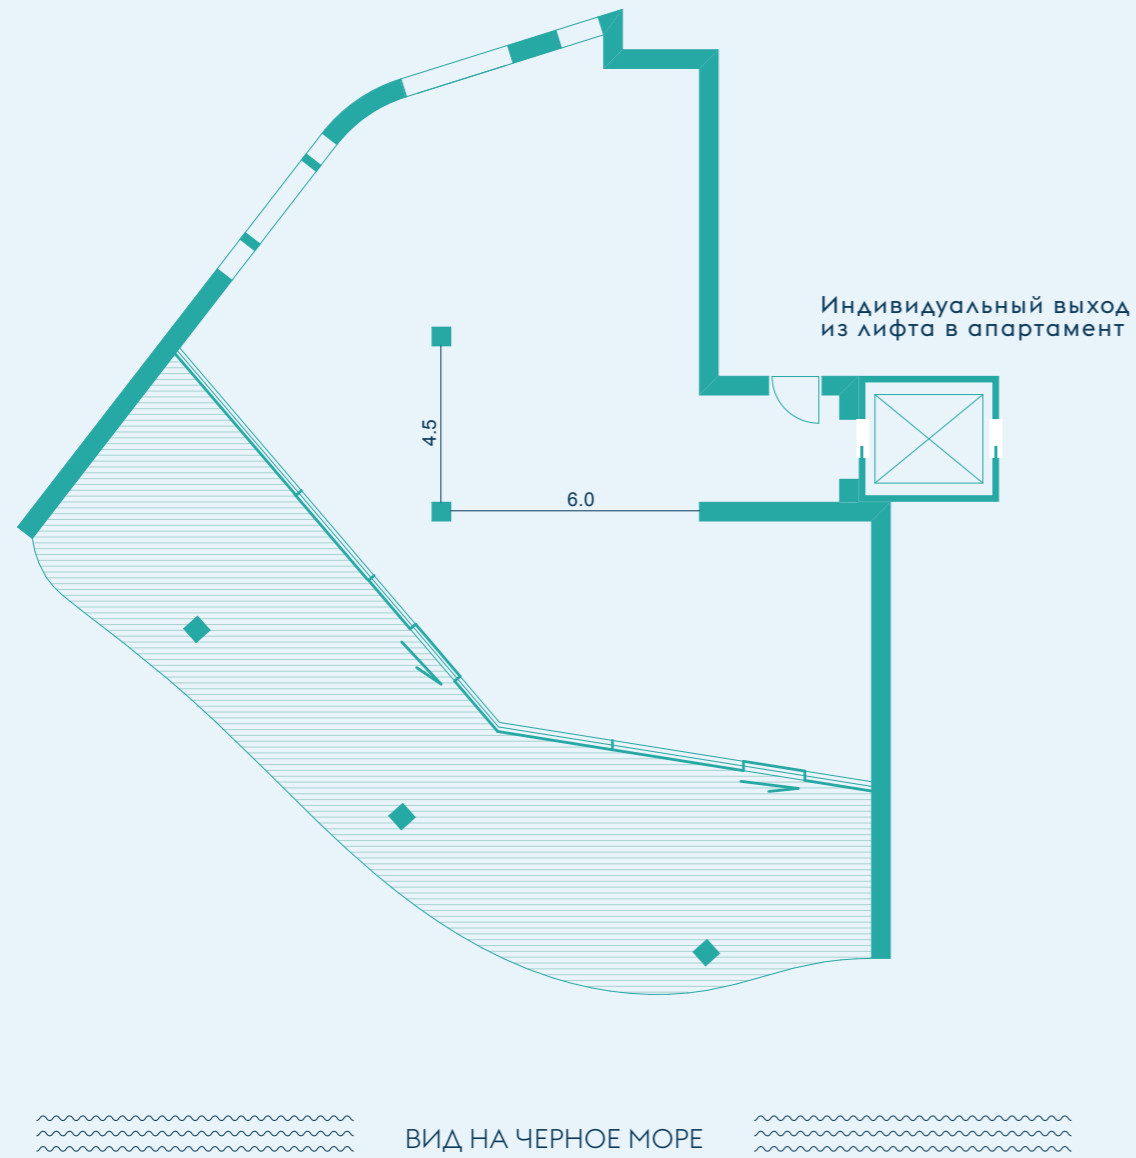 Индивидуальный выход
из лифта в апартамент
4.5
6.0
ВИД НА ЧЕРНОЕ МОРЕ